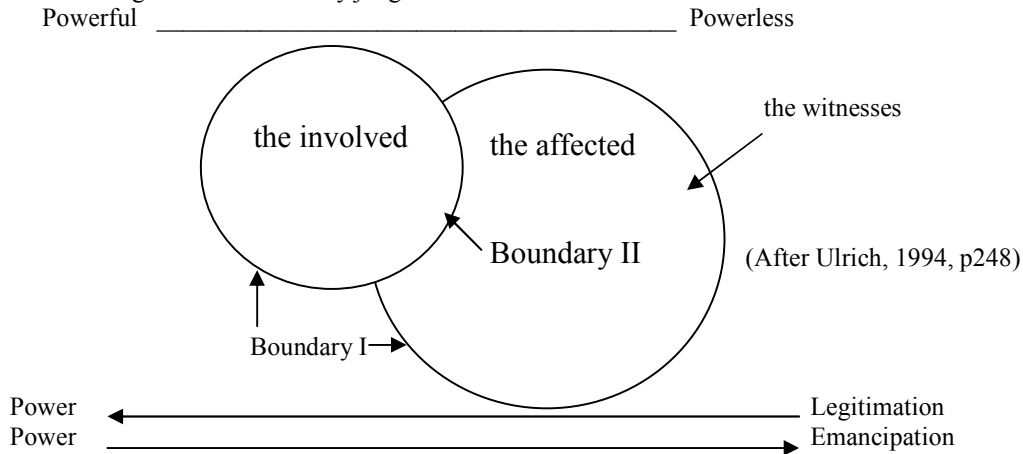 Powerful ________________________________________ Powerless
the witnesses
the involved
the affected
Boundary II
(After Ulrich, 1994, p248)
Boundary I
Power Legitimation
Power Emancipation